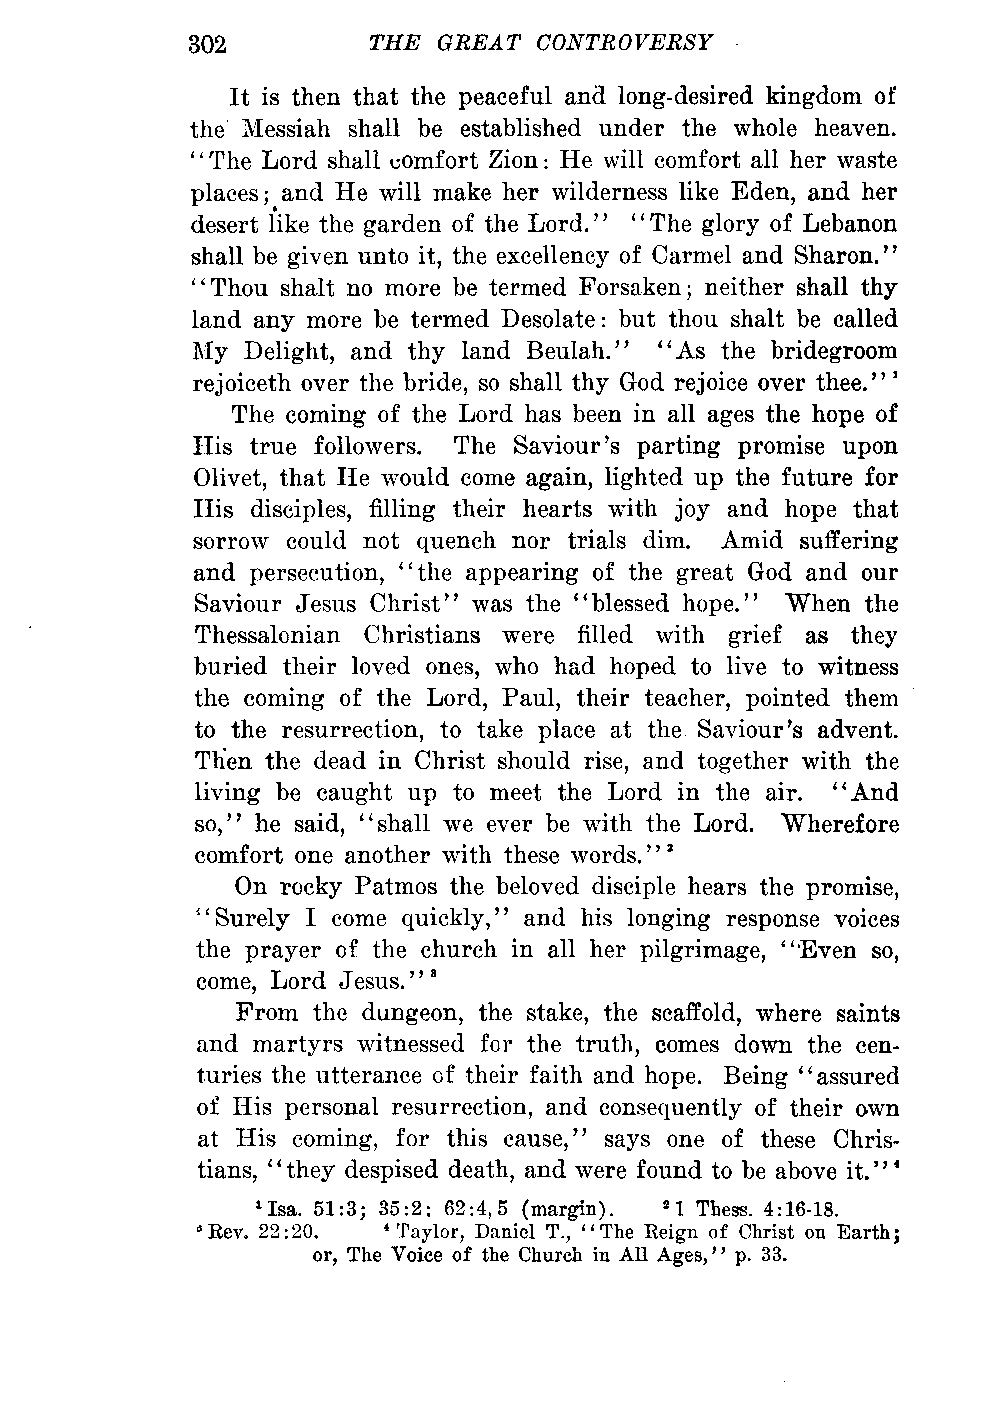 302 THE GREAT CONTROVERSY
It is then that the peaceful and long-desired kingdom of
the Messiah shall be established under the whole heaven.
"The Lord shall comfort Zion: He will comfort all her waste
places; and He will make her wilderness like Eden, and her
desert like the garden of the Lord." "The glory of Lebanon
shall be given unto it, the excellency of Carmel and Sharon."
"Thou shalt no more be termed Forsaken; neither shall thy
land any more be termed Desolate: but thou shalt be called
My Delight, and thy land Beulah." "As the bridegroom
rejoiceth over the bride, so shall thy God rejoice over thee."¹
The coming of the Lord has been in all ages the hope of
His true followers. The Saviour's parting promise upon
Olivet, that He would come again, lighted up the future for
His disciples, filling their hearts with joy and hope that
sorrow could not quench nor trials dim. Amid suffering
and persecution, "the appearing of the great God and our
Saviour Jesus Christ" was the "blessed hope." When the
Thessalonian Christians were filled with grief as they
buried their loved ones, who had hoped to live to witness
the coming of the Lord, Paul, their teacher, pointed them
to the resurrection, to take place at the Saviour's advent.
Then the dead in Christ should rise, and together with the
living be caught up to meet the Lord in the air. "And
so," he said, "shall we ever be with the Lord. Wherefore
comfort one another with these words."²
On rocky Patmos the beloved disciple hears the promise,
"Surely I come quickly," and his longing response voices
the prayer of the church in all her pilgrimage, "Even so,
come, Lord Jesus."³
From the dungeon, the stake, the scaffold, where saints
and martyrs witnessed for the truth, comes down the cen-
turies the utterance of their faith and hope. Being "assured
of His personal resurrection, and consequently of their own
at His coming, for this cause," says one of these Chris-
tians, "they despised death, and were found to be above it."⁴
¹ Isa. 51:3; 35:2; 62:4,5 (margin). ² 1 Thess. 4:16-18.
³ Rev. 22:20. ⁴ Taylor, Daniel T., "The Reign of Christ on Earth;
or, The Voice of the Church in All Ages," p. 33.